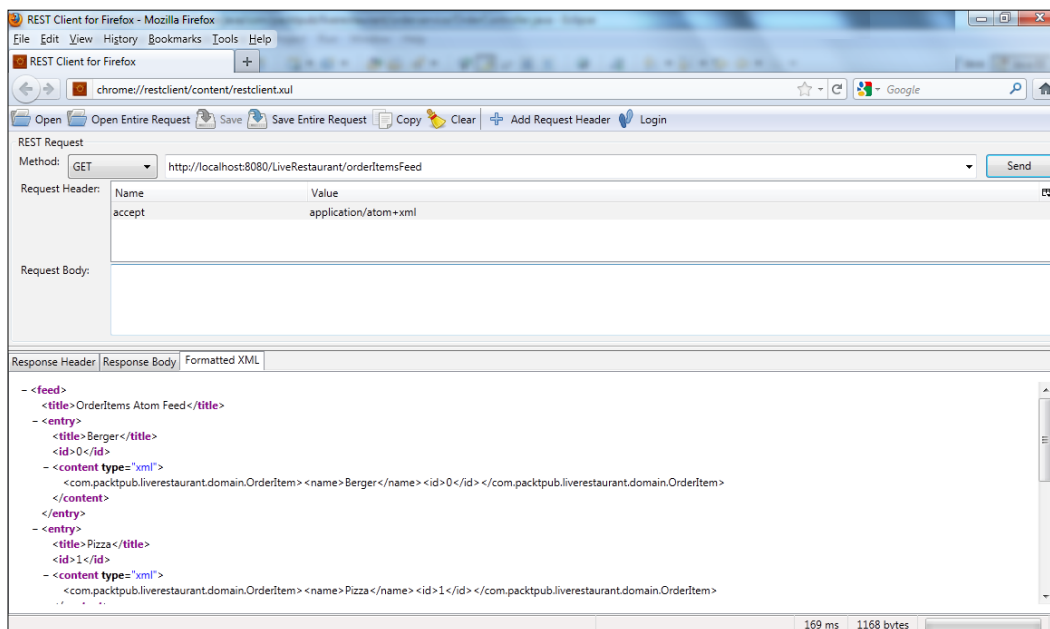 REST Client for Firefox - Mozilla Firefox
File Edit View History Bookmarks Tools Help
REST Client for Firefox
chrome://restclient/content/restclient.xul Google
Open Open Entire Request Save Save Entire Request Copy Clear Add Request Header Login
REST Request
Method: GET http://localhost:8080/LiveRestaurant/orderItemsFeed Send
Request Header: Name Value
accept application/atom+xml
Request Body:
Response Header Response Body Formatted XML
– <feed>
<title>OrderItems Atom Feed</title>
– <entry>
<title>Berger</title>
<id>0</id>
– <content type="xml">
<com.packtpub.liverestaurant.domain.OrderItem><name>Berger</name><id>0</id></com.packtpub.liverestaurant.domain.OrderItem>
</content>
</entry>
– <entry>
<title>Pizza</title>
<id>1</id>
– <content type="xml">
<com.packtpub.liverestaurant.domain.OrderItem><name>Pizza</name><id>1</id></com.packtpub.liverestaurant.domain.OrderItem>
169 ms 1168 bytes